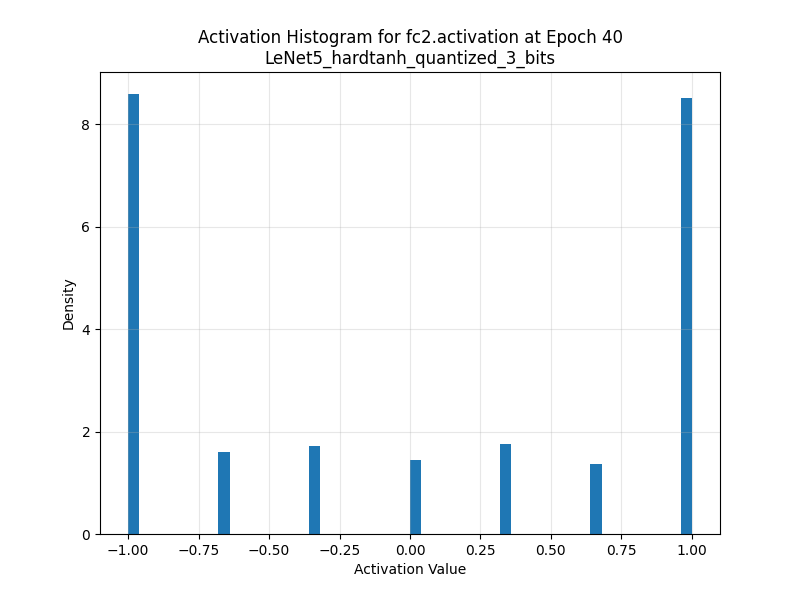 Activation Histogram for fc2.activation at Epoch 40
LeNet5_hardtanh_quantized_3_bits
Density
8
6
4
2
0
−1.00 −0.75 −0.50 −0.25 0.00 0.25 0.50 0.75 1.00
Activation Value